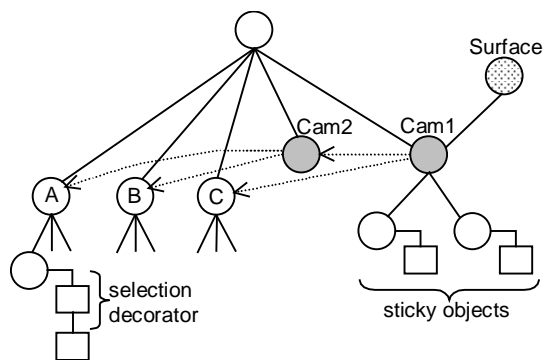 Surface
Cam2
Cam1
A
B
C
selection
decorator
sticky objects